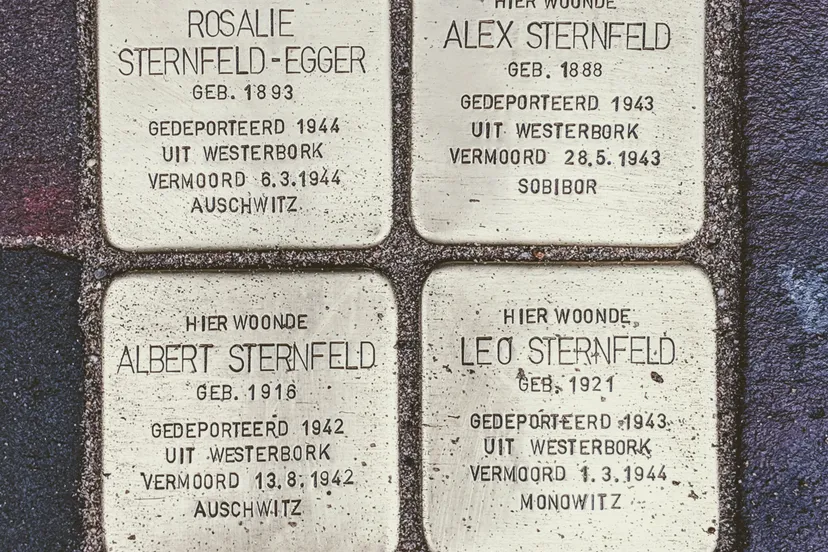 ROSALIE
STERNFELD-EGGER
GEB. 1893
GEDEPORTEERD 1944
UIT WESTERBORK
VERMOORD 6.3.1944
AUSCHWITZ
HIER WOONDE
ALEX STERNFELD
GEB. 1888
GEDEPORTEERD 1943
UIT WESTERBORK
VERMOORD 28.5.1943
SOBIBOR
HIER WOONDE
ALBERT STERNFELD
GEB. 1916
GEDEPORTEERD 1942
UIT WESTERBORK
VERMOORD 13.8.1942
AUSCHWITZ
HIER WOONDE
LEO STERNFELD
GEB. 1921
GEDEPORTEERD 1943
UIT WESTERBORK
VERMOORD 1.3.1944
MONOWITZ